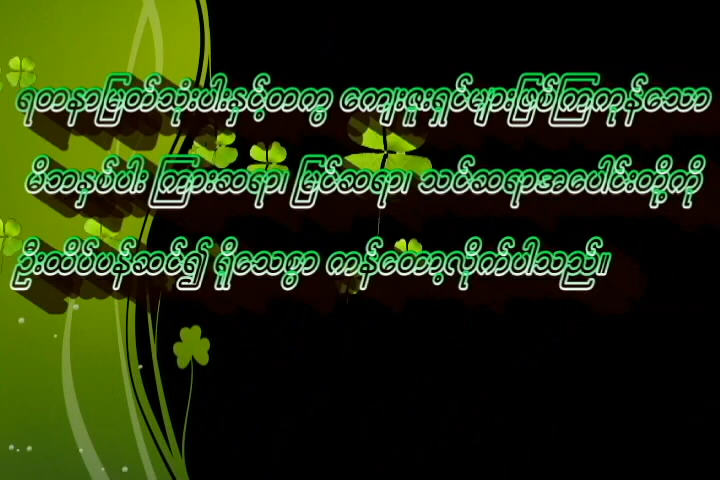 ရတနာမြတ်သုံးပါးနှင့်တကွ ကျေးဇူးရှင်များဖြစ်ကြကုန်သော
မိဘနှစ်ပါး ကြားဆရာ၊ မြင်ဆရာ၊ သင်ဆရာအပေါင်းတို့ကို
ဦးထိပ်ပန်ဆင်၍ ရှိသေစွာ ကန်တော့လိုက်ပါသည်။